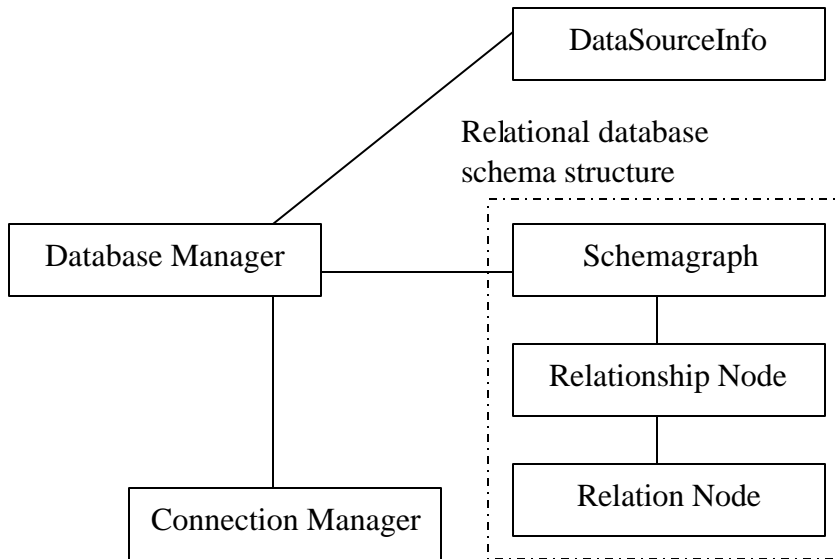 DataSourceInfo
Relational database
schema structure
Database Manager
Schemagraph
Relationship Node
Relation Node
Connection Manager